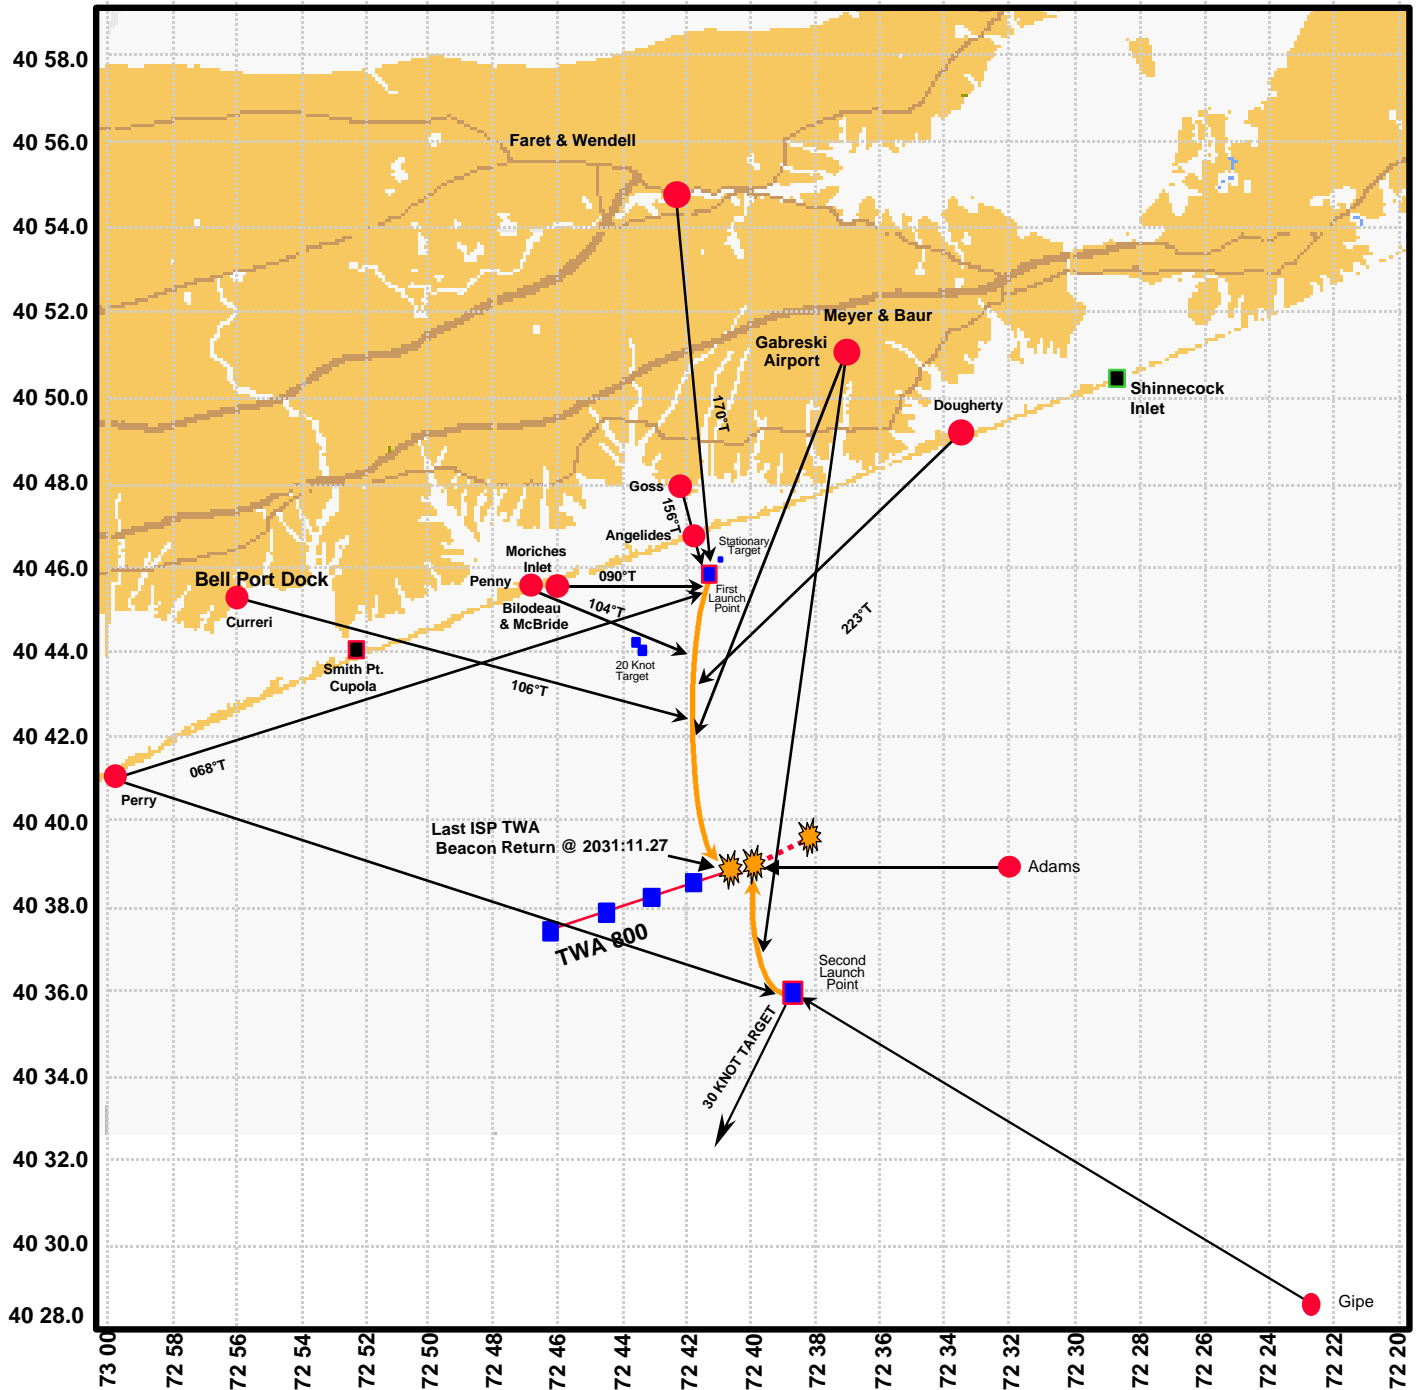 40 58.0
40 56.0
40 54.0
40 52.0
40 50.0
40 48.0
40 46.0
40 44.0
40 42.0
40 40.0
40 38.0
40 36.0
40 34.0
40 32.0
40 30.0
40 28.0
Faret & Wendell
Meyer & Baur
Gabreski
Airport
170°T
Shinnecock
Inlet
Dougherty
Goss
156°T
Angelides
Stationary
Target
Moriches
Inlet
Penny
090°T
First
Launch
Point
Bell Port Dock
Curreri
Bilodeau
& McBride
104°T
223°T
Smith Pt.
Cupola
20 Knot
Target
106°T
068°T
Perry
Last ISP TWA
Beacon Return @ 2031:11.27
Adams
TWA 800
Second
Launch
Point
30 KNOT TARGET
Gipe
73 00
72 58
72 56
72 54
72 52
72 50
72 48
72 46
72 44
72 42
72 40
72 38
72 36
72 34
72 32
72 30
72 28
72 26
72 24
72 22
72 20